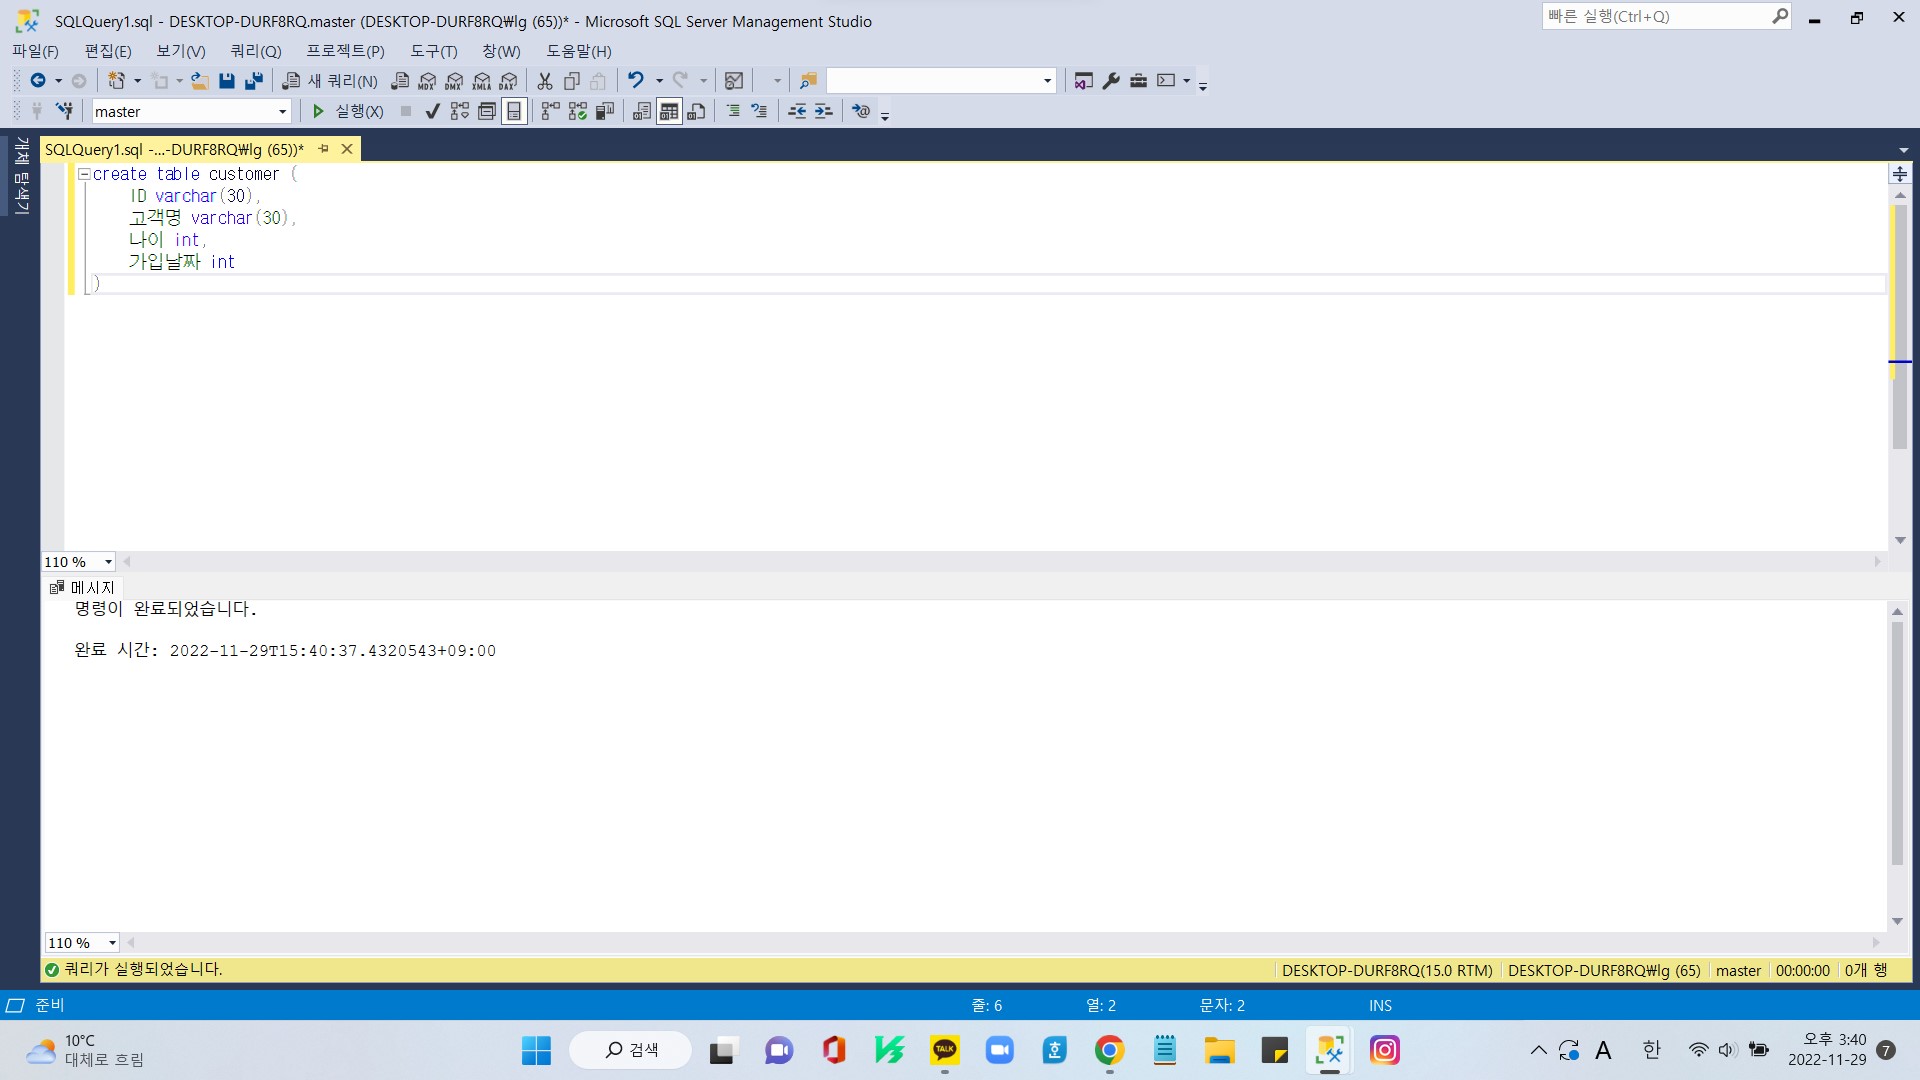 SQLQuery1.sql - DESKTOP-DURF8RQ.master (DESKTOP-DURF8RQ₩lg (65))* - Microsoft SQL Server Management Studio
빠른 실행(Ctrl+Q)
파일(F) 편집(E) 보기(V) 쿼리(Q) 프로젝트(P) 도구(T) 창(W) 도움말(H)
새 쿼리(N) MDX DMX XMLA DAX
master 실행(X)
개체 탐색기
SQLQuery1.sql -...-DURF8RQ₩lg (65))*
create table customer (
ID varchar(30),
고객명 varchar(30),
나이 int,
가입날짜 int
)
110 %
메시지
명령이 완료되었습니다.
완료 시간: 2022-11-29T15:40:37.4320543+09:00
110 %
쿼리가 실행되었습니다. DESKTOP-DURF8RQ(15.0 RTM) DESKTOP-DURF8RQ₩lg (65) master 00:00:00 0개 행
준비 줄: 6 열: 2 문자: 2 INS
10°C
대체로 흐림
검색
TALK
A 한
오후 3:40
2022-11-29
7